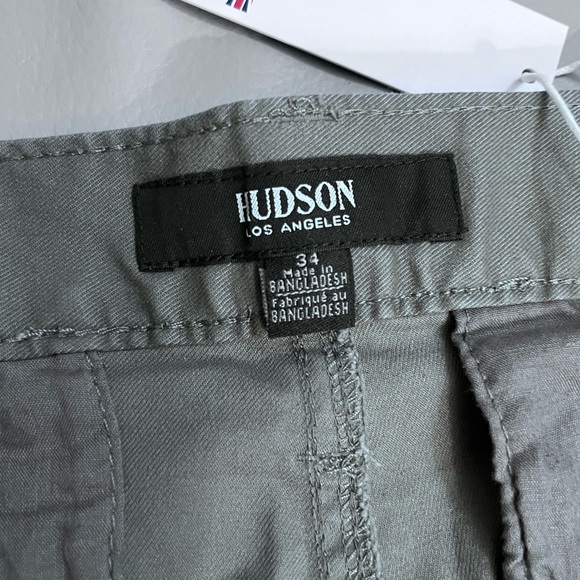 HUDSON
LOS ANGELES
34
Made in
BANGLADESH
Fabriqué au
BANGLADESH